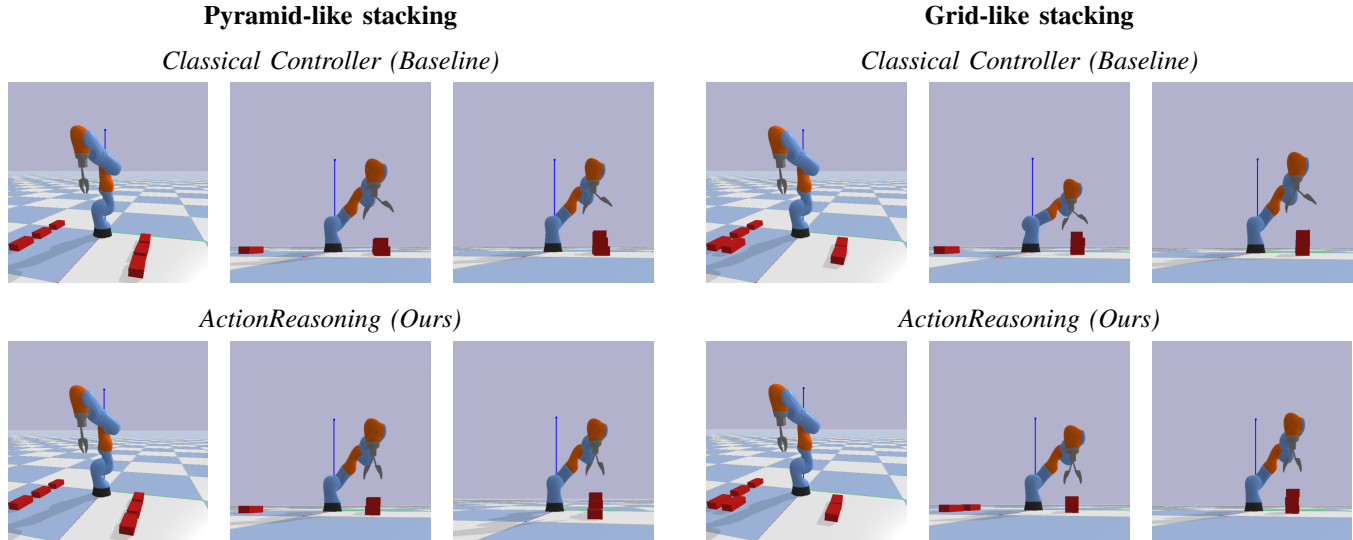 Pyramid-like stacking
Classical Controller (Baseline)
ActionReasoning (Ours)
Grid-like stacking
Classical Controller (Baseline)
ActionReasoning (Ours)